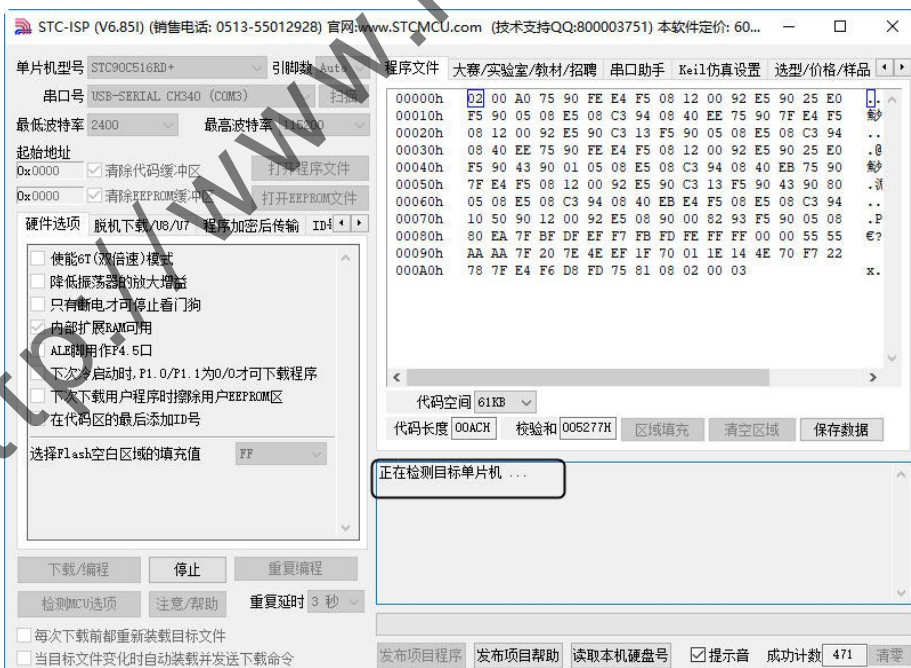 STC-ISP (V6.85I) (销售电话: 0513-55012928) 官网:www.STCMCU.com (技术支持QQ:800003751) 本软件定价: 60...
单片机型号 STC90C516RD+ 引脚数 Auto
串口号 USB-SERIAL CH340 (COM3) 扫描
最低波特率 2400 最高波特率 115200
起始地址
0x0000 清除代码缓冲区 打开程序文件
0x0000 清除EEPROM缓冲区 打开EEPROM文件
硬件选项 脱机下载/U8/U7 程序加密后传输 ID号
使能6T(双倍速)模式
降低振荡器的放大增益
只有断电才可停止看门狗
内部扩展RAM可用
ALE脚用作P4.5口
下次冷启动时,P1.0/P1.1为0/0才可下载程序
下次下载用户程序时擦除用户EEPROM区
在代码区的最后添加ID号
选择Flash空白区域的填充值 FF
下载/编程 停止 重复编程
检测MCU选项 注意/帮助 重复延时 3 秒
每次下载前都重新装载目标文件
当目标文件变化时自动装载并发送下载命令
程序文件 大赛/实验室/教材/招聘 串口助手 Keil仿真设置 选型/价格/样品
00000h 02 00 A0 75 90 FE E4 F5 08 12 00 92 E5 90 25 E0 ..
00010h F5 90 05 08 E5 08 C3 94 08 40 EE 75 90 7F E4 F5
00020h 08 12 00 92 E5 90 C3 13 F5 90 05 08 E5 08 C3 94 ..
00030h 08 40 EE 75 90 FE E4 F5 08 12 00 92 E5 90 25 E0 .@
00040h F5 90 43 90 01 05 08 E5 08 C3 94 08 40 EB 75 90
00050h 7F E4 F5 08 12 00 92 E5 90 C3 13 F5 90 43 90 80
00060h 05 08 E5 08 C3 94 08 40 EB E4 F5 08 E5 08 C3 94 ..
00070h 10 50 90 12 00 92 E5 08 90 00 82 93 F5 90 05 08 .P
00080h 80 EA 7F BF DF EF F7 FB FD FE FF FF 00 00 55 55 €?
00090h AA AA 7F 20 7E 4E EF 1F 70 01 1E 14 4E 70 F7 22
000A0h 78 7F E4 F6 D8 FD 75 81 08 02 00 03 x.
代码空间 61KB
代码长度 00ACH 校验和 005277H 区域填充 清空区域 保存数据
正在检测目标单片机 ...
发布项目程序 发布项目帮助 读取本机硬盘号 提示音 成功计数 471 清零